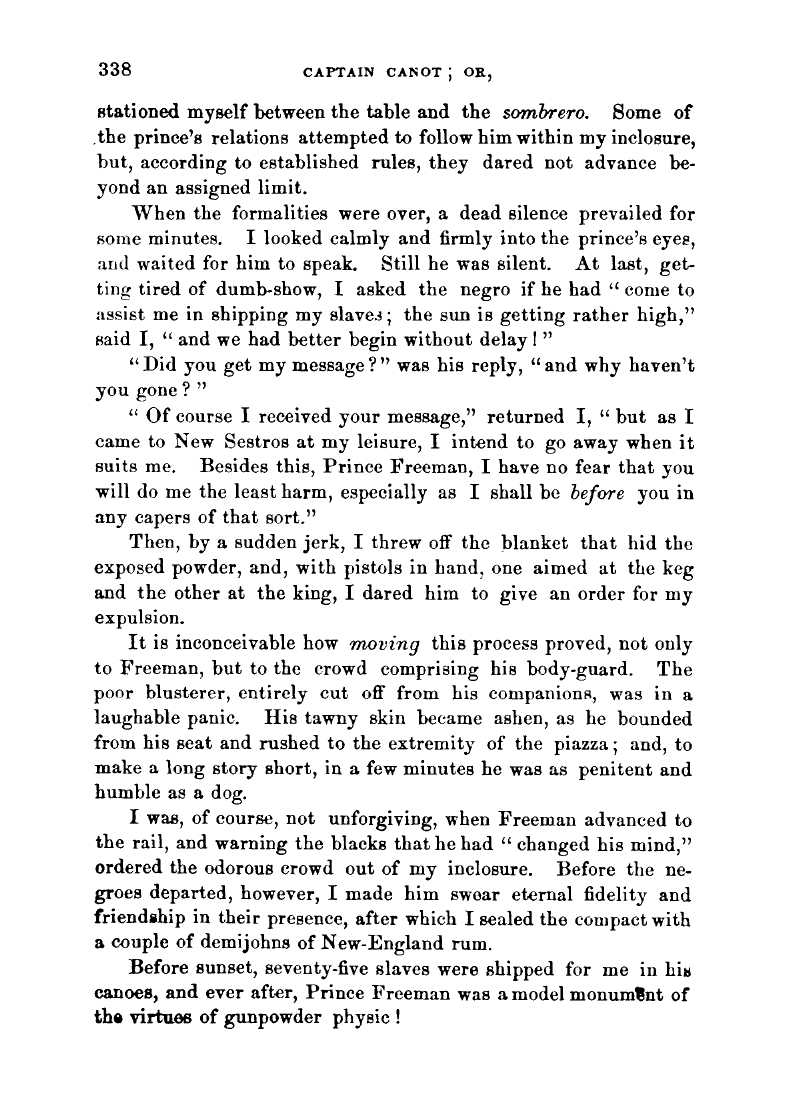 338 CAPTAIN CANOT; OR,
stationed myself between the table and the sombrero. Some of
the prince's relations attempted to follow him within my inclosure,
but, according to established rules, they dared not advance be-
yond an assigned limit.
When the formalities were over, a dead silence prevailed for
some minutes. I looked calmly and firmly into the prince's eyes,
and waited for him to speak. Still he was silent. At last, get-
ting tired of dumb-show, I asked the negro if he had "come to
assist me in shipping my slaves; the sun is getting rather high,"
said I, "and we had better begin without delay!"
"Did you get my message?" was his reply, "and why haven't
you gone?"
"Of course I received your message," returned I, "but as I
came to New Sestros at my leisure, I intend to go away when it
suits me. Besides this, Prince Freeman, I have no fear that you
will do me the least harm, especially as I shall be before you in
any capers of that sort."
Then, by a sudden jerk, I threw off the blanket that hid the
exposed powder, and, with pistols in hand, one aimed at the keg
and the other at the king, I dared him to give an order for my
expulsion.
It is inconceivable how moving this process proved, not only
to Freeman, but to the crowd comprising his body-guard. The
poor blusterer, entirely cut off from his companions, was in a
laughable panic. His tawny skin became ashen, as he bounded
from his seat and rushed to the extremity of the piazza; and, to
make a long story short, in a few minutes he was as penitent and
humble as a dog.
I was, of course, not unforgiving, when Freeman advanced to
the rail, and warning the blacks that he had "changed his mind,"
ordered the odorous crowd out of my inclosure. Before the ne-
groes departed, however, I made him swear eternal fidelity and
friendship in their presence, after which I sealed the compact with
a couple of demijohns of New-England rum.
Before sunset, seventy-five slaves were shipped for me in his
canoes, and ever after, Prince Freeman was a model monument of
the virtues of gunpowder physic!